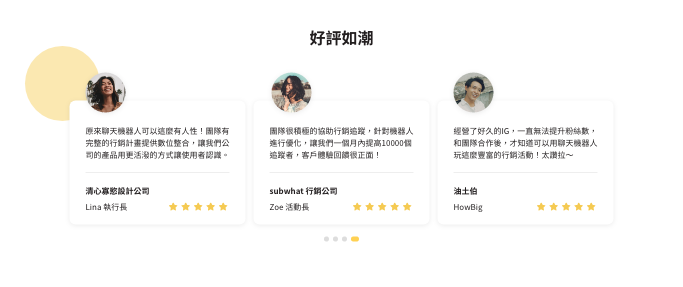 好評如潮
原來聊天機器人可以這麼有人性！團隊有
完整的行銷計畫提供數位整合，讓我們公
司的產品用更活潑的方式讓使用者認識。
清心寡慾設計公司
Lina 執行長
團隊很積極的協助行銷追蹤，針對機器人
進行優化，讓我們一個月內提高10000個
追蹤者，客戶體驗回饋很正面！
subwhat 行銷公司
Zoe 活動長
經營了好久的IG，一直無法提升粉絲數，
和團隊合作後，才知道可以用聊天機器人
玩這麼豐富的行銷活動！太讚拉～
油土伯
HowBig